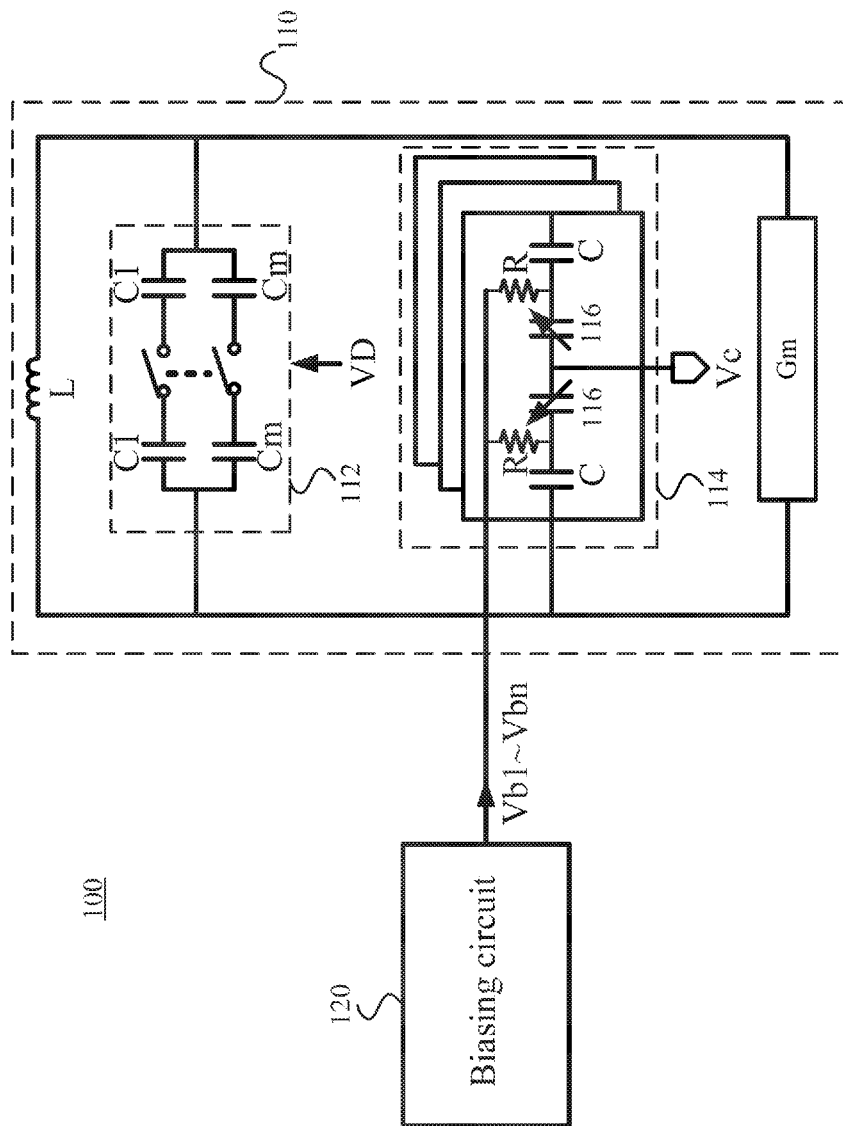 100
110
L
C1
C1
Cm
Cm
112
VD
R
R
C
C
116
116
114
Vc
Gm
120
Biasing circuit
Vb1~Vbn